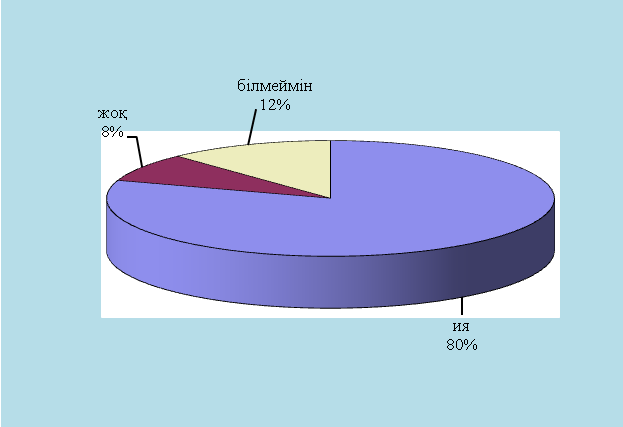 білмеймін
12%
жоқ
8%
ия
80%